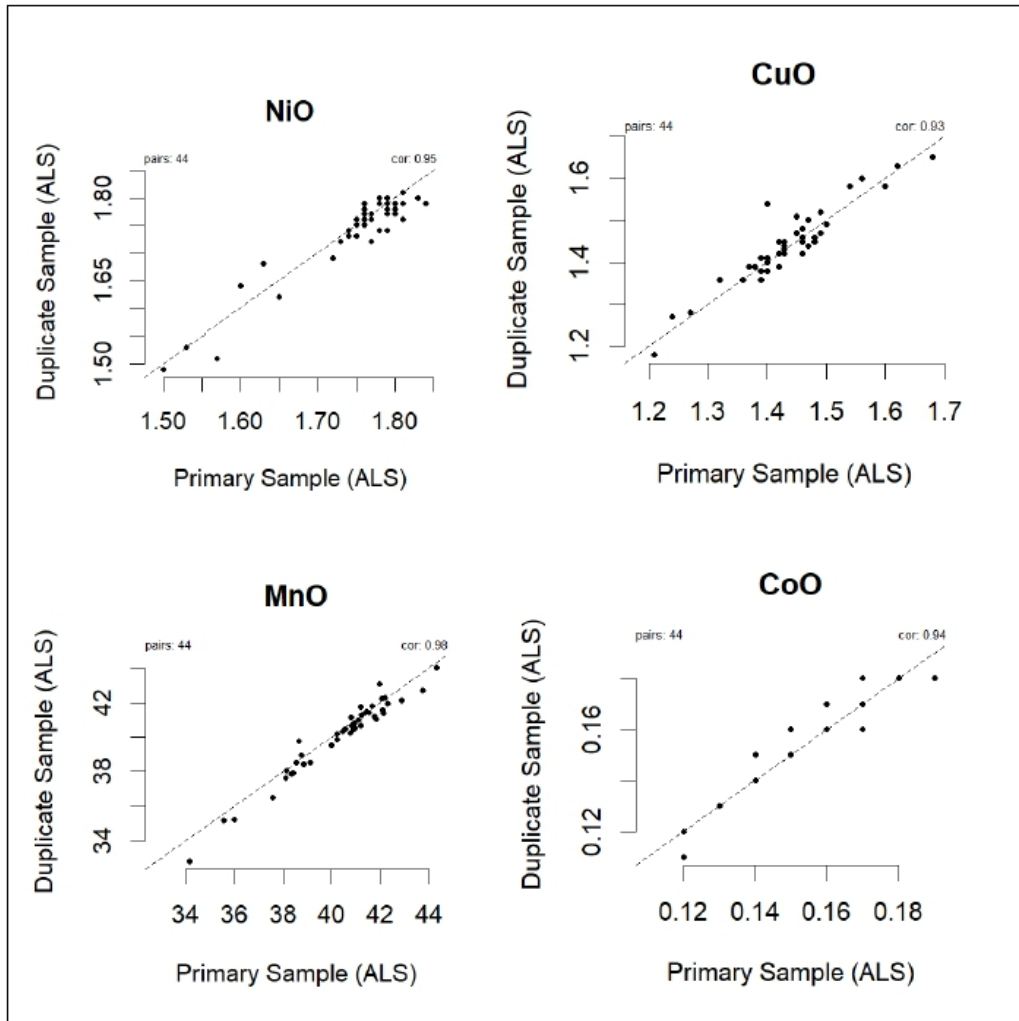 NiO
pairs: 44
cor: 0.95
Duplicate Sample (ALS)
1.80
1.65
1.50
1.50 1.60 1.70 1.80
Primary Sample (ALS)
CuO
pairs: 44
cor: 0.93
Duplicate Sample (ALS)
1.6
1.4
1.2
1.2 1.3 1.4 1.5 1.6 1.7
Primary Sample (ALS)
MnO
pairs: 44
cor: 0.98
Duplicate Sample (ALS)
42
38
34
34 36 38 40 42 44
Primary Sample (ALS)
CoO
pairs: 44
cor: 0.94
Duplicate Sample (ALS)
0.16
0.12
0.12 0.14 0.16 0.18
Primary Sample (ALS)